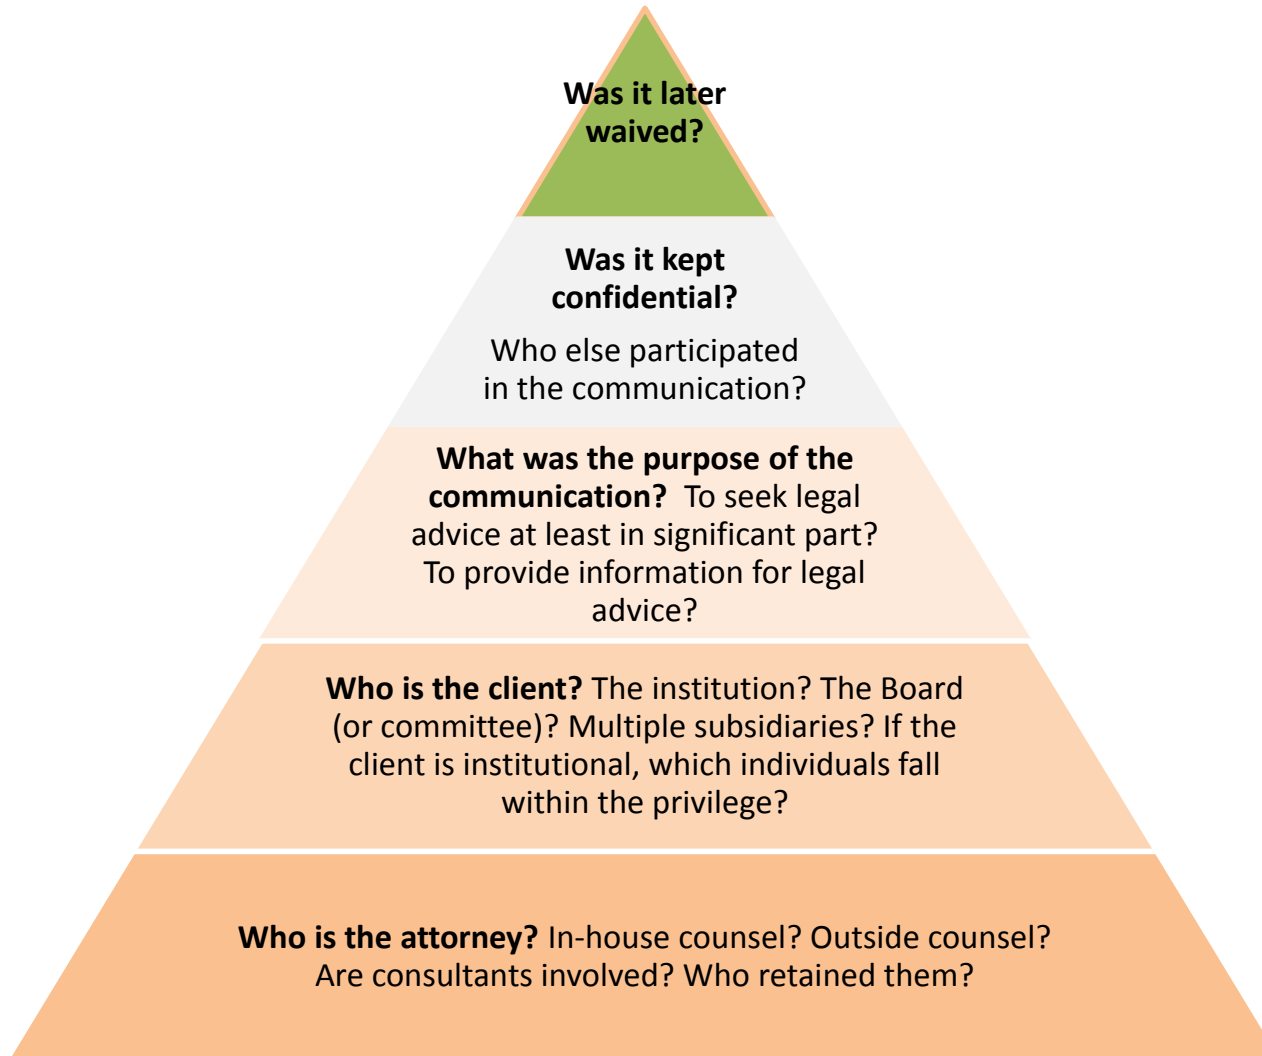 Was it later
waived?
Was it kept
confidential?
Who else participated
in the communication?
What was the purpose of the
communication?  To seek legal
advice at least in significant part?
To provide information for legal
advice?
Who is the client? The institution? The Board
(or committee)? Multiple subsidiaries? If the
client is institutional, which individuals fall
within the privilege?
Who is the attorney? In-house counsel? Outside counsel?
Are consultants involved? Who retained them?